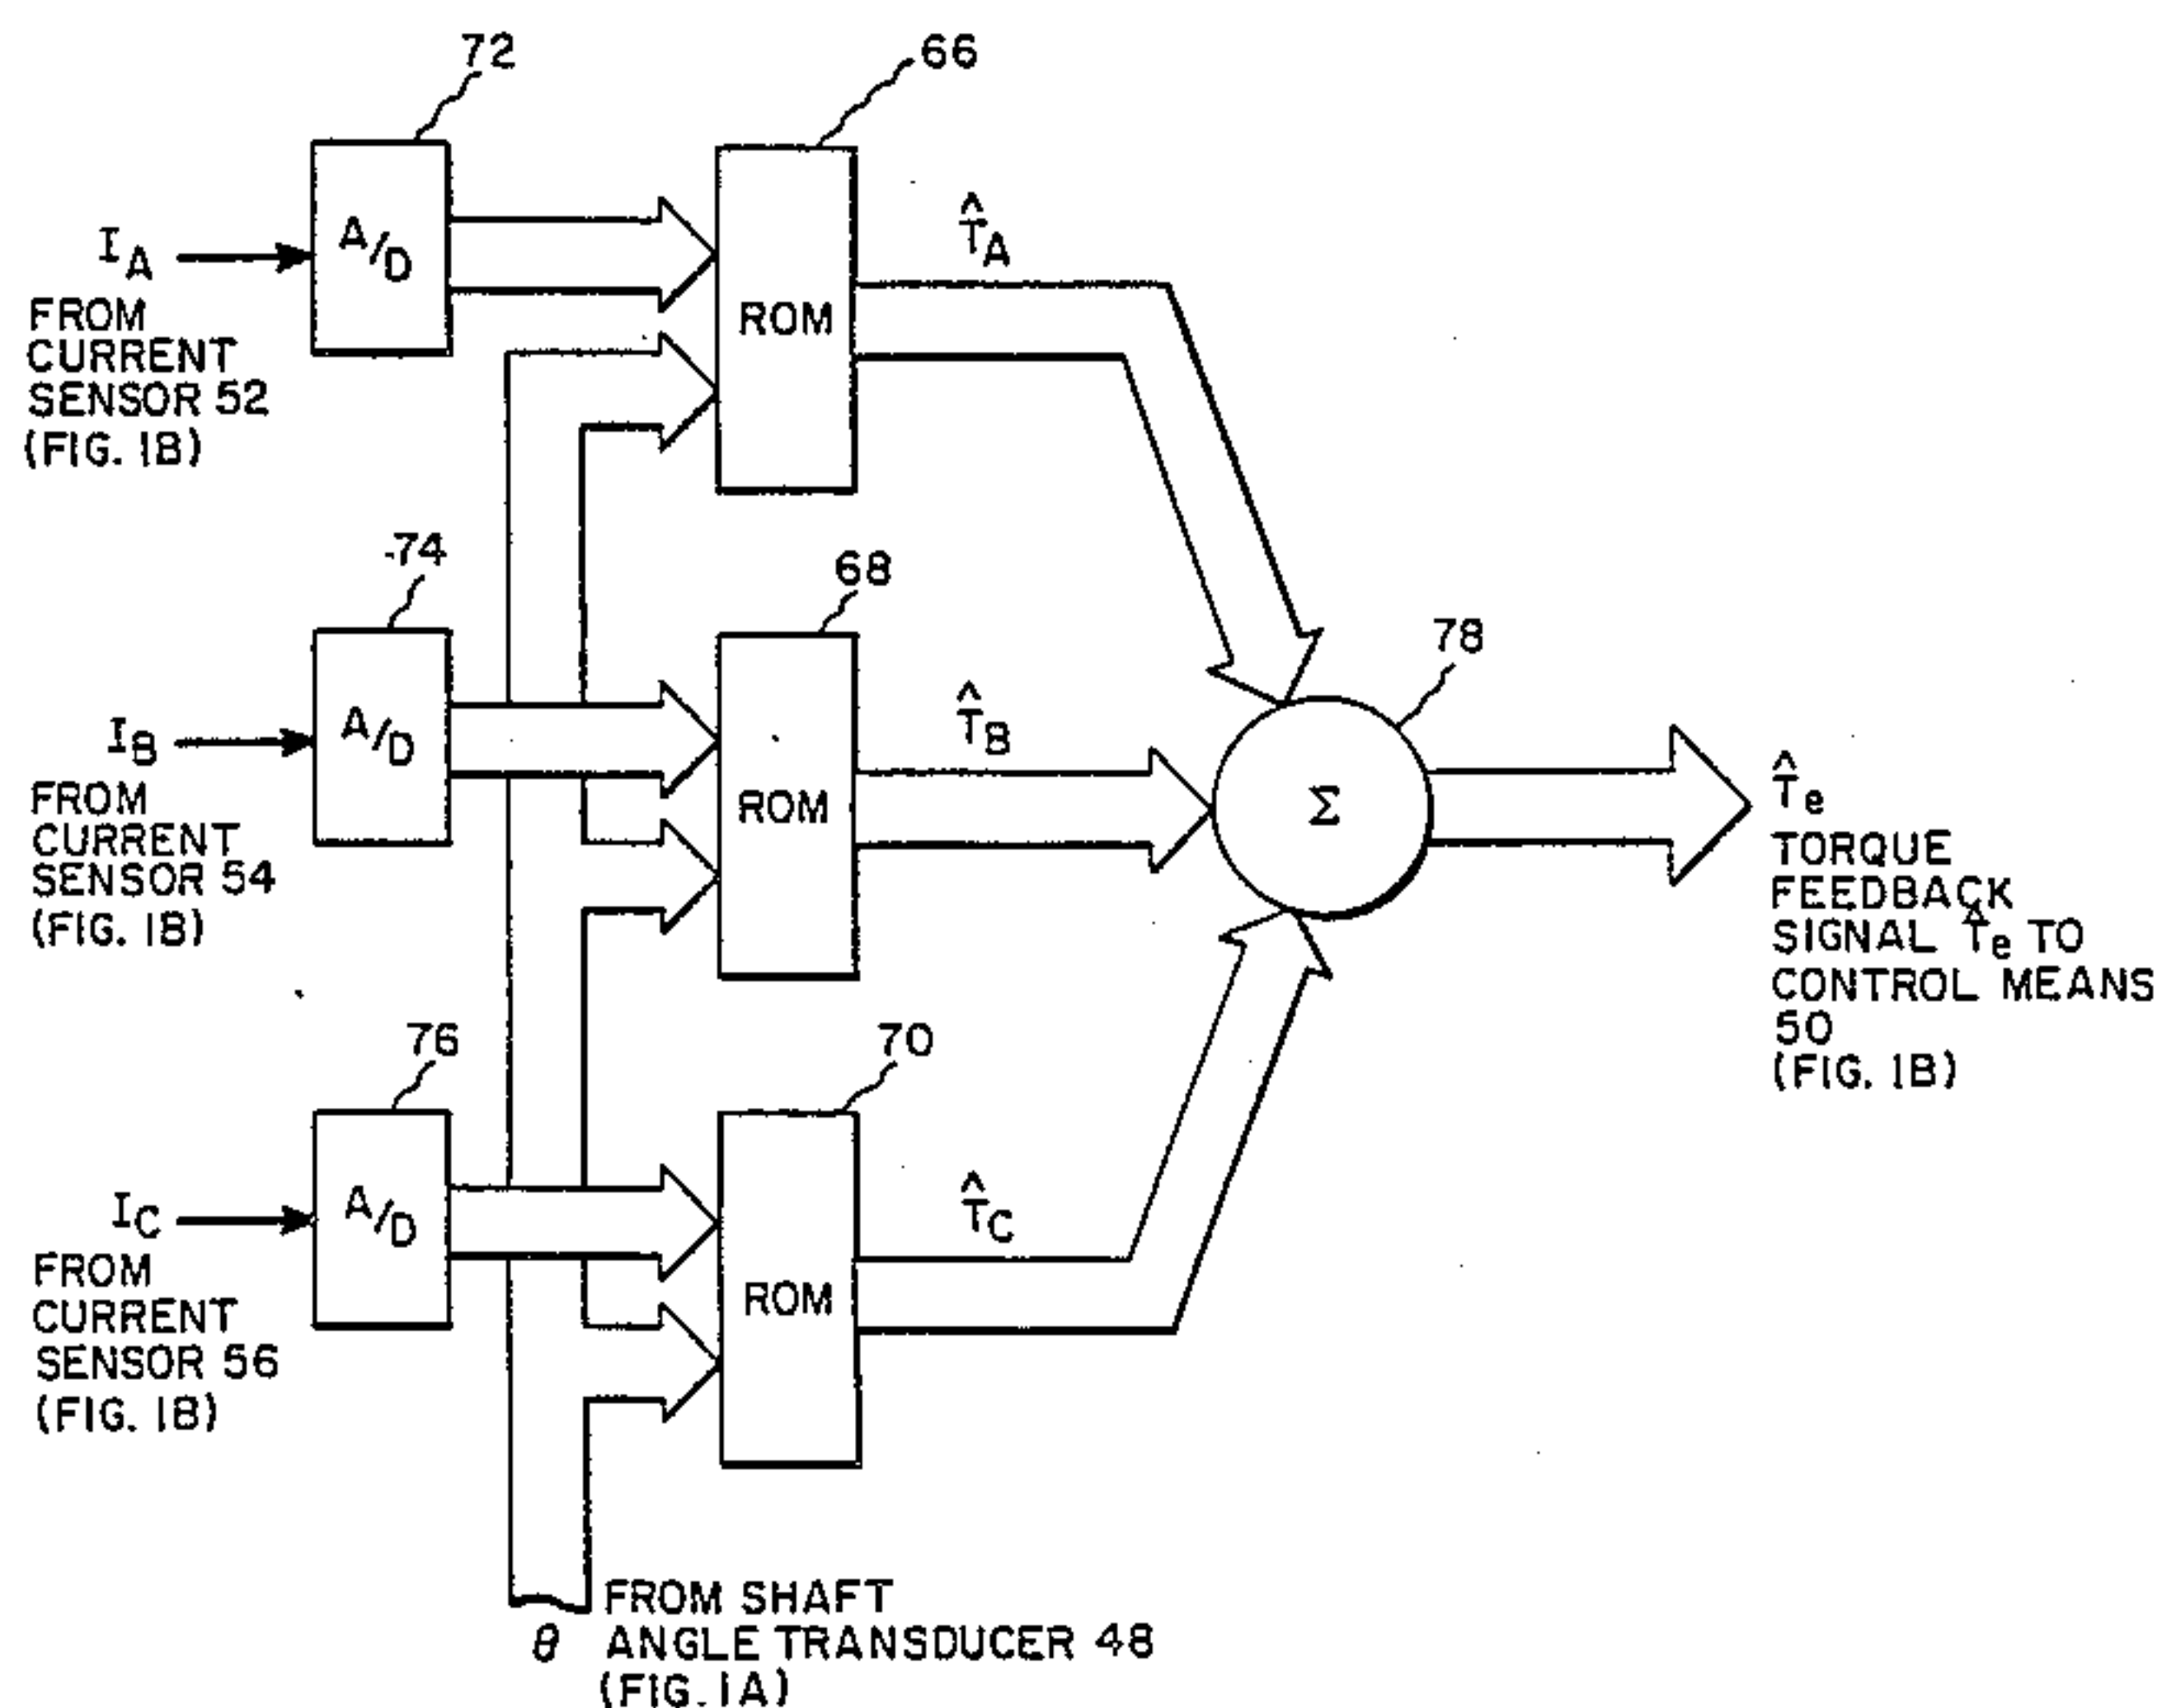 72
66
A/D
I_A
FROM
CURRENT
SENSOR 52
(FIG. 1B)
ROM
T̂_A
74
68
A/D
I_B
FROM
CURRENT
SENSOR 54
(FIG. 1B)
ROM
T̂_B
78
Σ
T̂_e
TORQUE
FEEDBACK
SIGNAL T̂_e TO
CONTROL MEANS
50
(FIG. 1B)
76
70
A/D
I_C
FROM
CURRENT
SENSOR 56
(FIG. 1B)
ROM
T̂_C
θ
FROM SHAFT
ANGLE TRANSDUCER 48
(FIG. 1A)